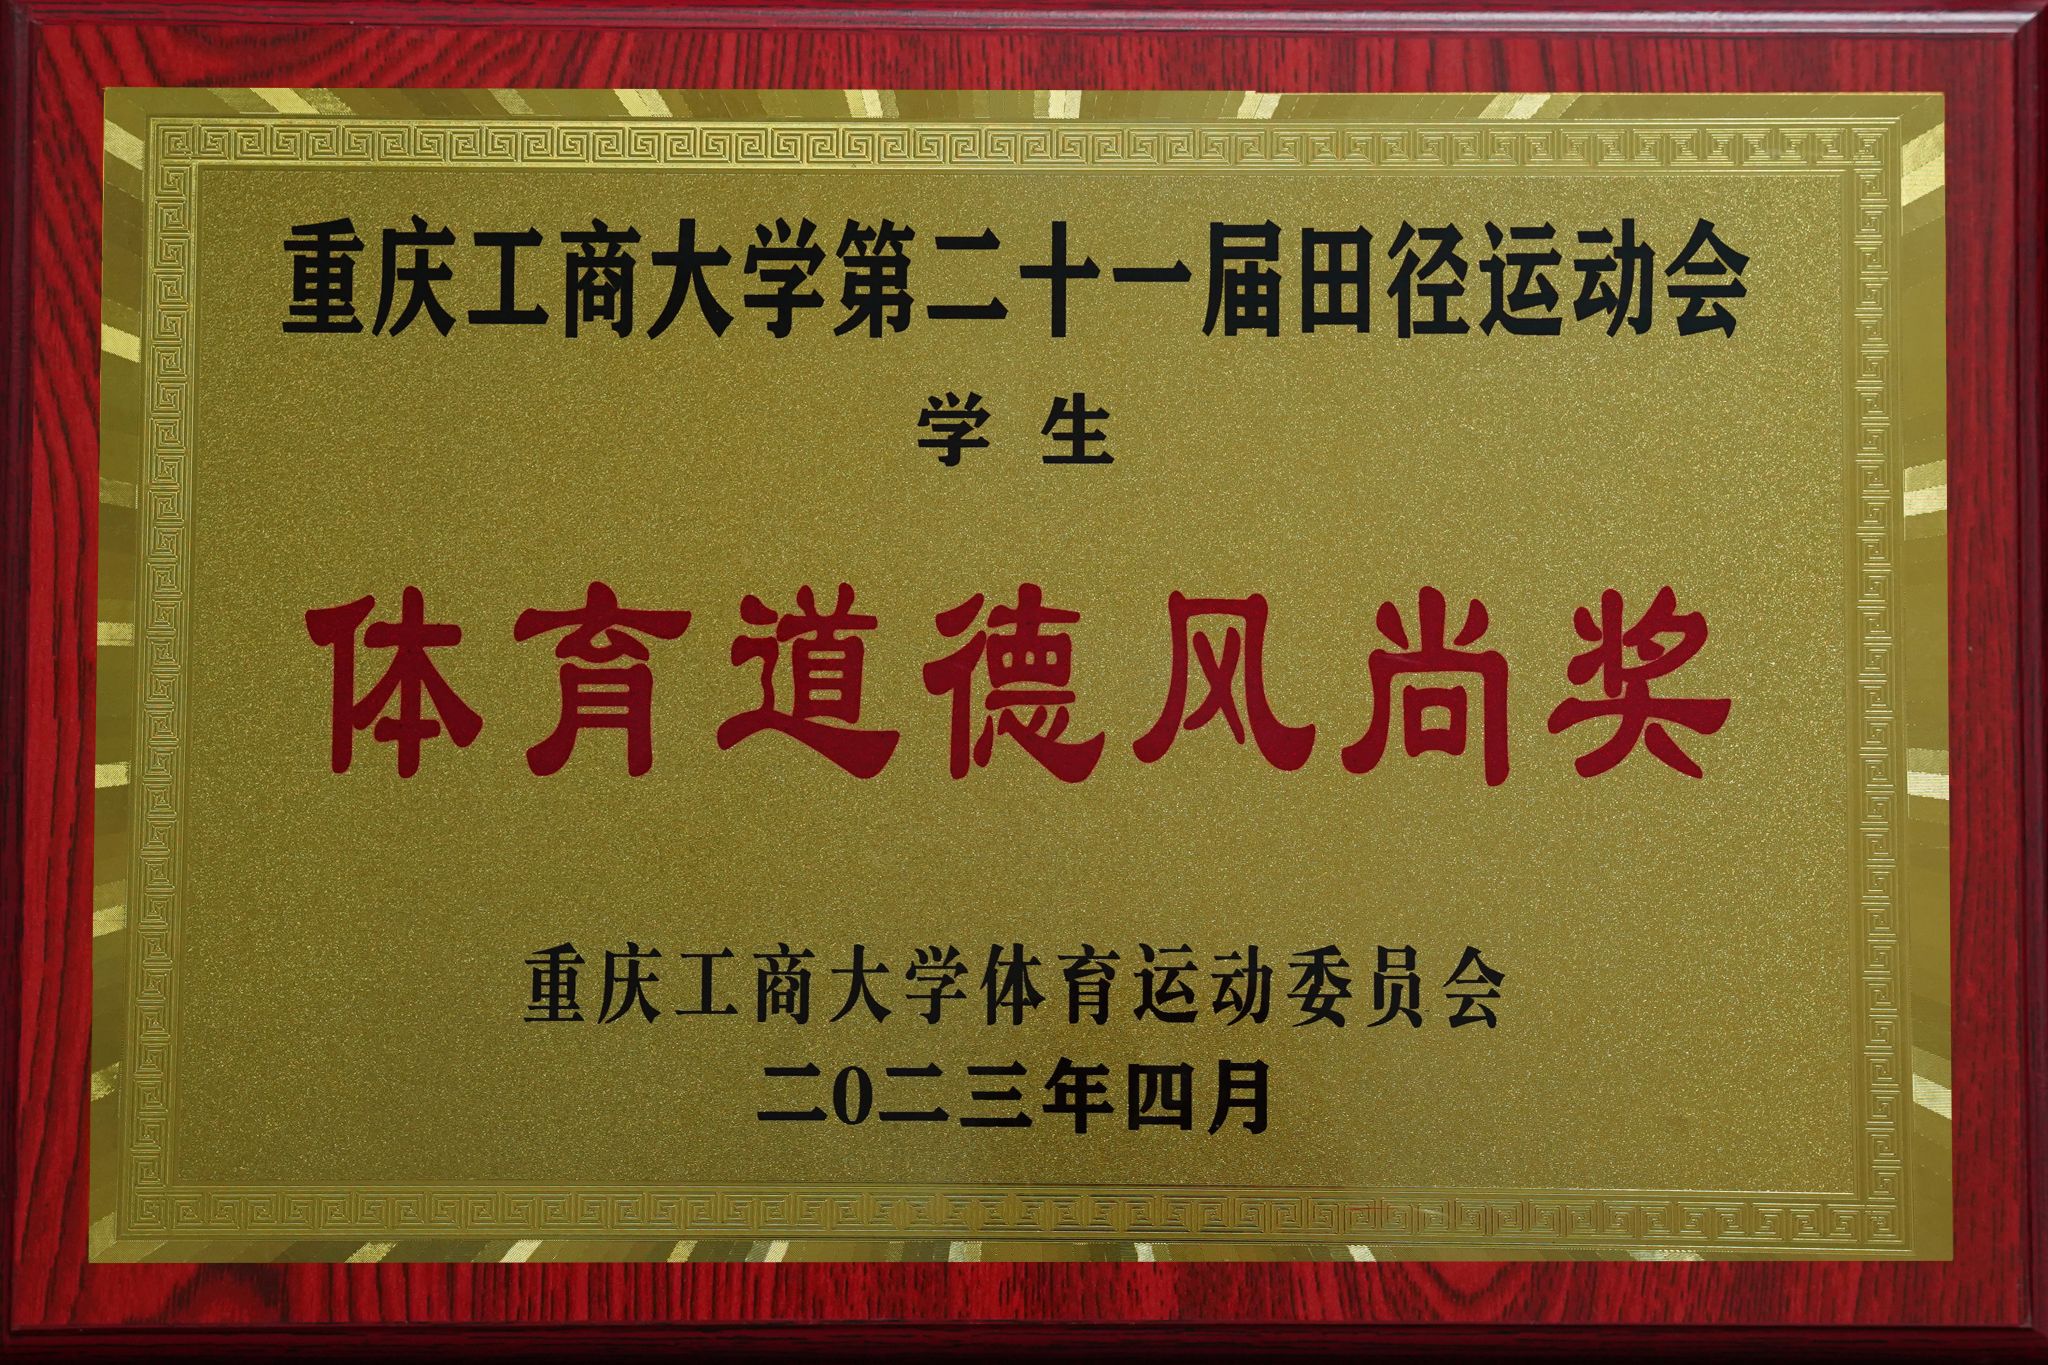 重庆工商大学第二十一届田径运动会
学生
体育道德风尚奖
重庆工商大学体育运动委员会
二0二三年四月